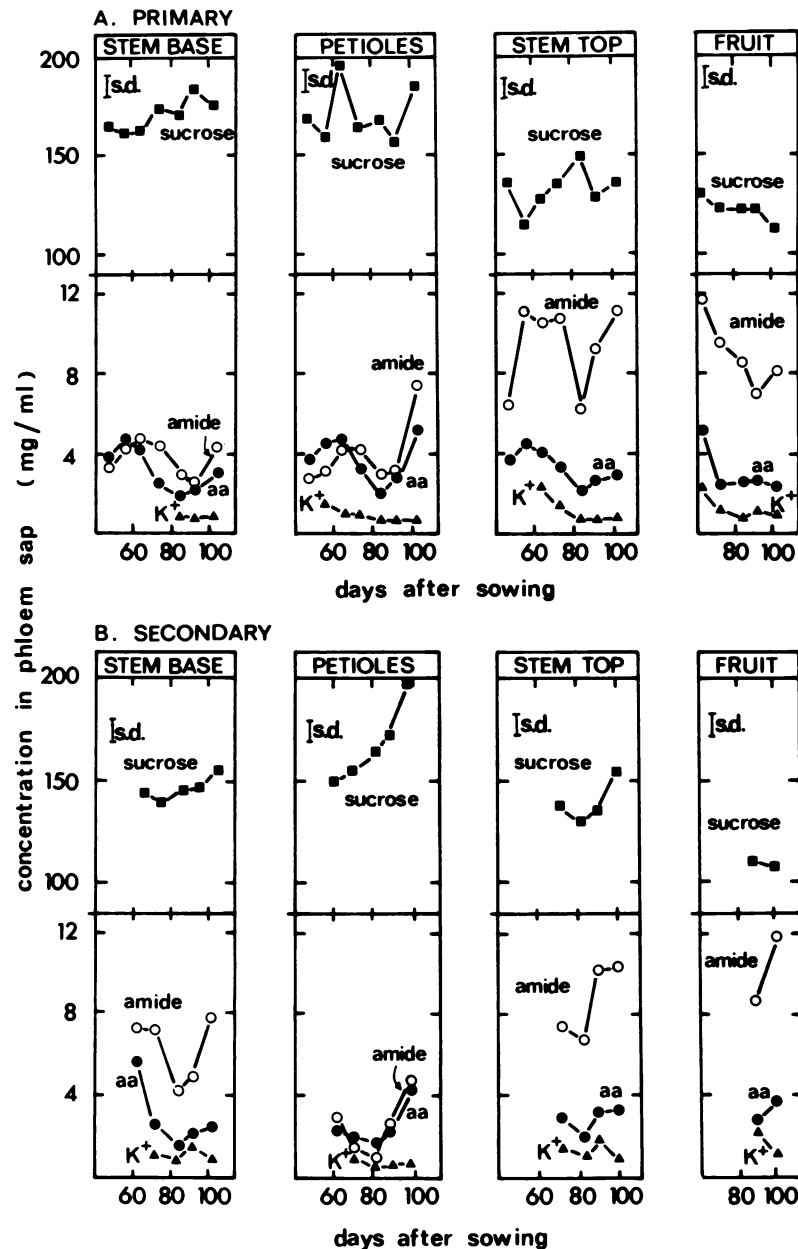 A. PRIMARY
STEM BASE PETIOLES STEM TOP FRUIT
200
150
100
s.d. s.d. s.d. s.d.
sucrose sucrose sucrose sucrose
12
8
4
amide amide amide amide
aa aa aa aa
K+ K+ K+ K+
60 80 100 60 80 100 60 80 100 80 100
days after sowing
concentration in phloem sap (mg/ml)
B. SECONDARY
STEM BASE PETIOLES STEM TOP FRUIT
200
150
100
s.d. s.d. s.d. s.d.
sucrose sucrose sucrose sucrose
12
8
4
amide amide amide amide
aa aa aa aa
K+ K+ K+ K+
60 80 100 60 80 100 60 80 100 80 100
days after sowing